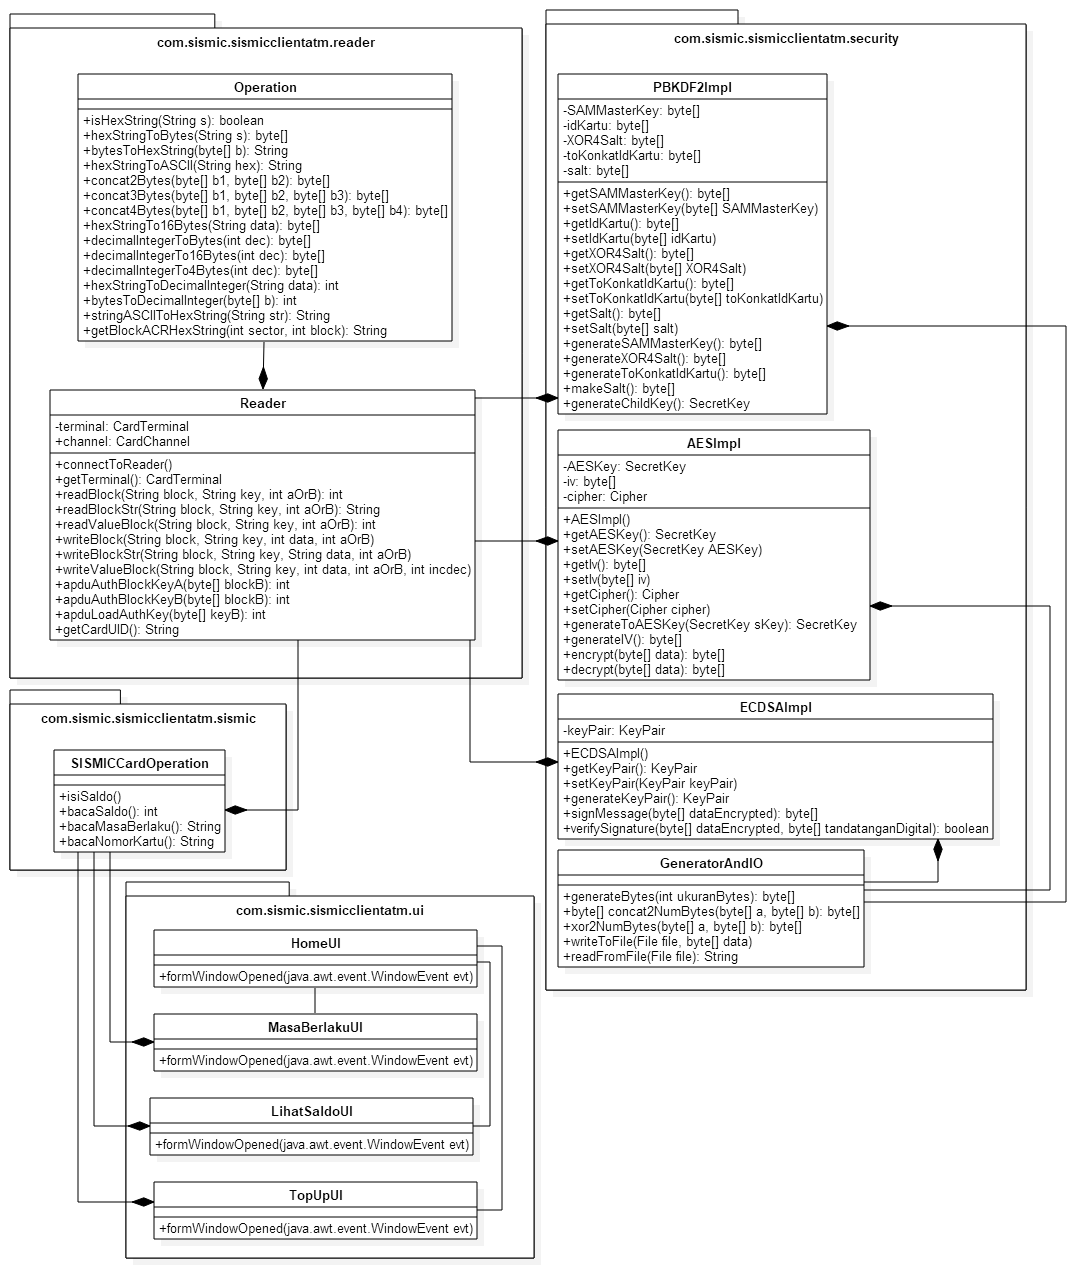 com.sismic.sismicclientatm.reader
Operation
+isHexString(String s): boolean
+hexStringToBytes(String s): byte[]
+bytesToHexString(byte[] b): String
+hexStringToASCII(String hex): String
+concat2Bytes(byte[] b1, byte[] b2): byte[]
+concat3Bytes(byte[] b1, byte[] b2, byte[] b3): byte[]
+concat4Bytes(byte[] b1, byte[] b2, byte[] b3, byte[] b4): byte[]
+hexStringTo16Bytes(String data): byte[]
+decimalIntegerToBytes(int dec): byte[]
+decimalIntegerTo16Bytes(int dec): byte[]
+decimalIntegerTo4Bytes(int dec): byte[]
+hexStringToDecimalInteger(String data): int
+bytesToDecimalInteger(byte[] b): int
+stringASCIIToHexString(String str): String
+getBlockACRHexString(int sector, int block): String
Reader
-terminal: CardTerminal
+channel: CardChannel
+connectToReader()
+getTerminal(): CardTerminal
+readBlock(String block, String key, int aOrB): int
+readBlockStr(String block, String key, int aOrB): String
+readValueBlock(String block, String key, int aOrB): int
+writeBlock(String block, String key, int data, int aOrB)
+writeBlockStr(String block, String key, String data, int aOrB)
+writeValueBlock(String block, String key, int data, int aOrB, int incdec)
+apduAuthBlockKeyA(byte[] blockB): int
+apduAuthBlockKeyB(byte[] blockB): int
+apduLoadAuthKey(byte[] keyB): int
+getCardUID(): String
com.sismic.sismicclientatm.security
PBKDF2Impl
-SAMMasterKey: byte[]
-idKartu: byte[]
-XOR4Salt: byte[]
-toKonkatIdKartu: byte[]
-salt: byte[]
+getSAMMasterKey(): byte[]
+setSAMMasterKey(byte[] SAMMasterKey)
+getIdKartu(): byte[]
+setIdKartu(byte[] idKartu)
+getXOR4Salt(): byte[]
+setXOR4Salt(byte[] XOR4Salt)
+getToKonkatIdKartu(): byte[]
+setToKonkatIdKartu(byte[] toKonkatIdKartu)
+getSalt(): byte[]
+setSalt(byte[] salt)
+generateSAMMasterKey(): byte[]
+generateXOR4Salt(): byte[]
+generateToKonkatIdKartu(): byte[]
+makeSalt(): byte[]
+generateChildKey(): SecretKey
AESImpl
-AESKey: SecretKey
-iv: byte[]
-cipher: Cipher
+AESImpl()
+getAESKey(): SecretKey
+setAESKey(SecretKey AESKey)
+getIv(): byte[]
+setIv(byte[] iv)
+getCipher(): Cipher
+setCipher(Cipher cipher)
+generateToAESKey(SecretKey sKey): SecretKey
+generateIV(): byte[]
+encrypt(byte[] data): byte[]
+decrypt(byte[] data): byte[]
ECDSAImpl
-keyPair: KeyPair
+ECDSAImpl()
+getKeyPair(): KeyPair
+setKeyPair(KeyPair keyPair)
+generateKeyPair(): KeyPair
+signMessage(byte[] dataEncrypted): byte[]
+verifySignature(byte[] dataEncrypted, byte[] tandatanganDigital): boolean
GeneratorAndIO
+generateBytes(int ukuranBytes): byte[]
+byte[] concat2NumBytes(byte[] a, byte[] b): byte[]
+xor2NumBytes(byte[] a, byte[] b): byte[]
+writeToFile(File file, byte[] data)
+readFromFile(File file): String
com.sismic.sismicclientatm.sismic
SISMICCardOperation
+isiSaldo()
+bacaSaldo(): int
+bacaMasaBerlaku(): String
+bacaNomorKartu(): String
com.sismic.sismicclientatm.ui
HomeUI
+formWindowOpened(java.awt.event.WindowEvent evt)
MasaBerlakuUI
+formWindowOpened(java.awt.event.WindowEvent evt)
LihatSaldoUI
+formWindowOpened(java.awt.event.WindowEvent evt)
TopUpUI
+formWindowOpened(java.awt.event.WindowEvent evt)